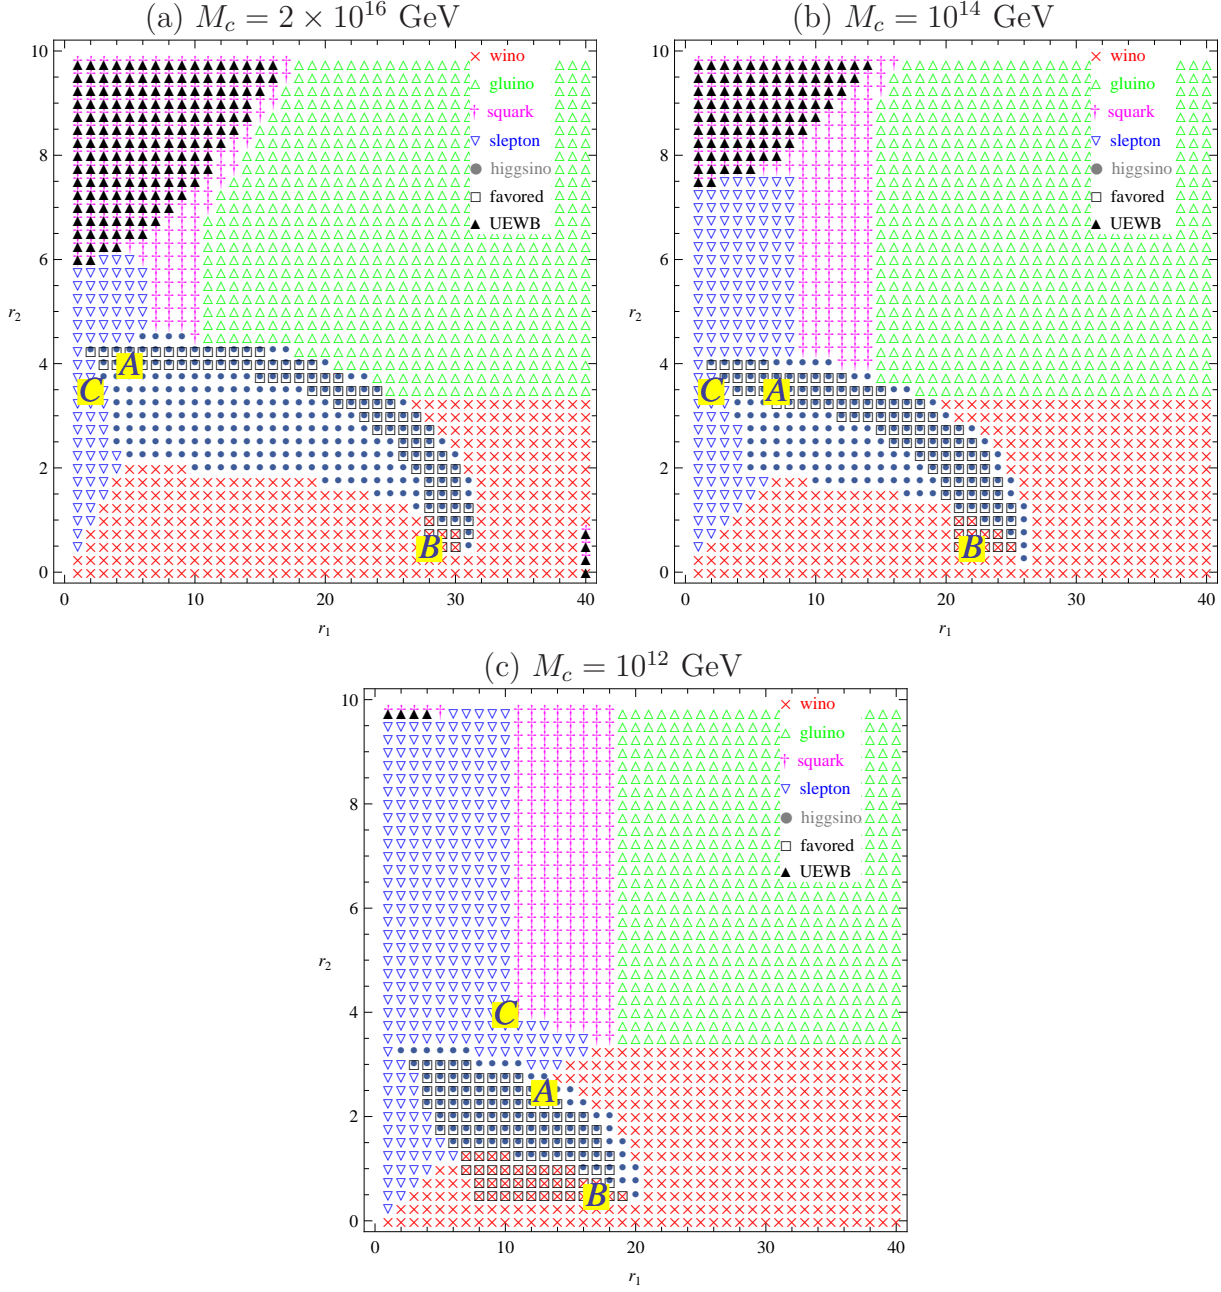 (a) M_c = 2 × 10^16 GeV
10
8
6
4
2
0
r_2
0 10 20 30 40
r_1
wino
gluino
squark
slepton
higgsino
favored
UEWB
A
C
B
(b) M_c = 10^14 GeV
10
8
6
4
2
0
r_2
0 10 20 30 40
r_1
wino
gluino
squark
slepton
higgsino
favored
UEWB
C
A
B
(c) M_c = 10^12 GeV
10
8
6
4
2
0
r_2
0 10 20 30 40
r_1
wino
gluino
squark
slepton
higgsino
favored
UEWB
C
A
B